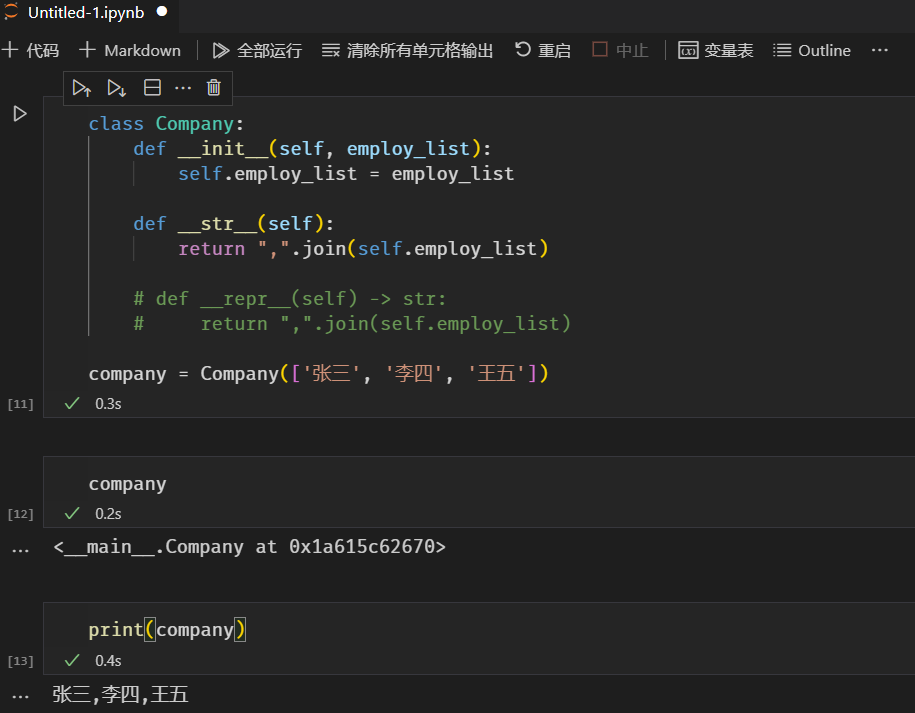 Untitled-1.ipynb
代码 Markdown 全部运行 清除所有单元格输出 重启 中止 变量表 Outline ...
class Company:
def __init__(self, employ_list):
self.employ_list = employ_list
def __str__(self):
return ",".join(self.employ_list)
# def __repr__(self) -> str:
#     return ",".join(self.employ_list)
company = Company(['张三', '李四', '王五'])
[11] 0.3s
company
[12] 0.2s
<__main__.Company at 0x1a615c62670>
print(company)
[13] 0.4s
张三,李四,王五